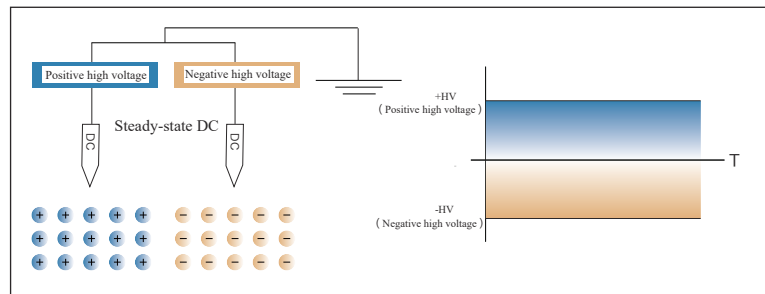 Positive high voltage
Negative high voltage
DC
Steady-state DC
DC
+ + + + +
- - - - -
+ + + + +
- - - - -
+ + + + +
- - - - -
+HV
( Positive high voltage )
T
-HV
( Negative high voltage )